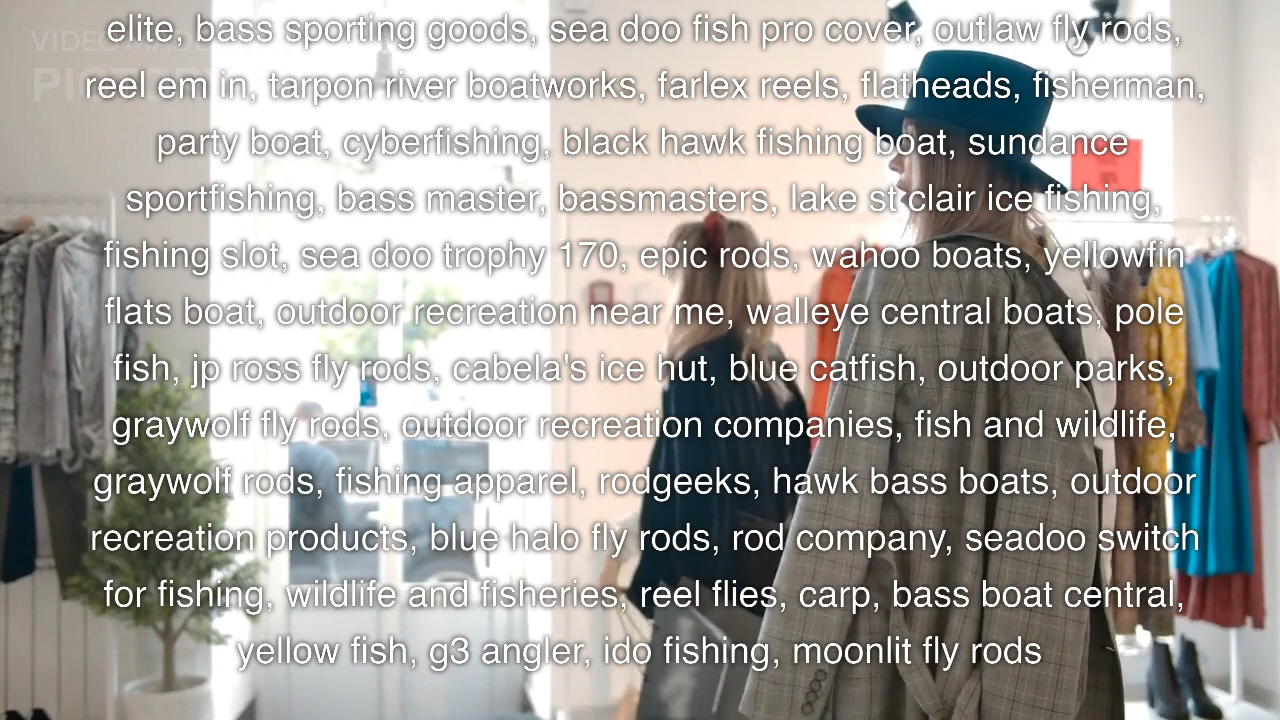 elite, bass sporting goods, sea doo fish pro cover, outlaw fly rods,
reel em in, tarpon river boatworks, farlex reels, flatheads, fisherman,
party boat, cyberfishing, black hawk fishing boat, sundance
sportfishing, bass master, bassmasters, lake st clair ice fishing,
fishing slot, sea doo trophy 170, epic rods, wahoo boats, yellowfin
flats boat, outdoor recreation near me, walleye central boats, pole
fish, jp ross fly rods, cabela's ice hut, blue catfish, outdoor parks,
graywolf fly rods, outdoor recreation companies, fish and wildlife,
graywolf rods, fishing apparel, rodgeeks, hawk bass boats, outdoor
recreation products, blue halo fly rods, rod company, seadoo switch
for fishing, wildlife and fisheries, reel flies, carp, bass boat central,
yellow fish, g3 angler, ido fishing, moonlit fly rods
VIDEO